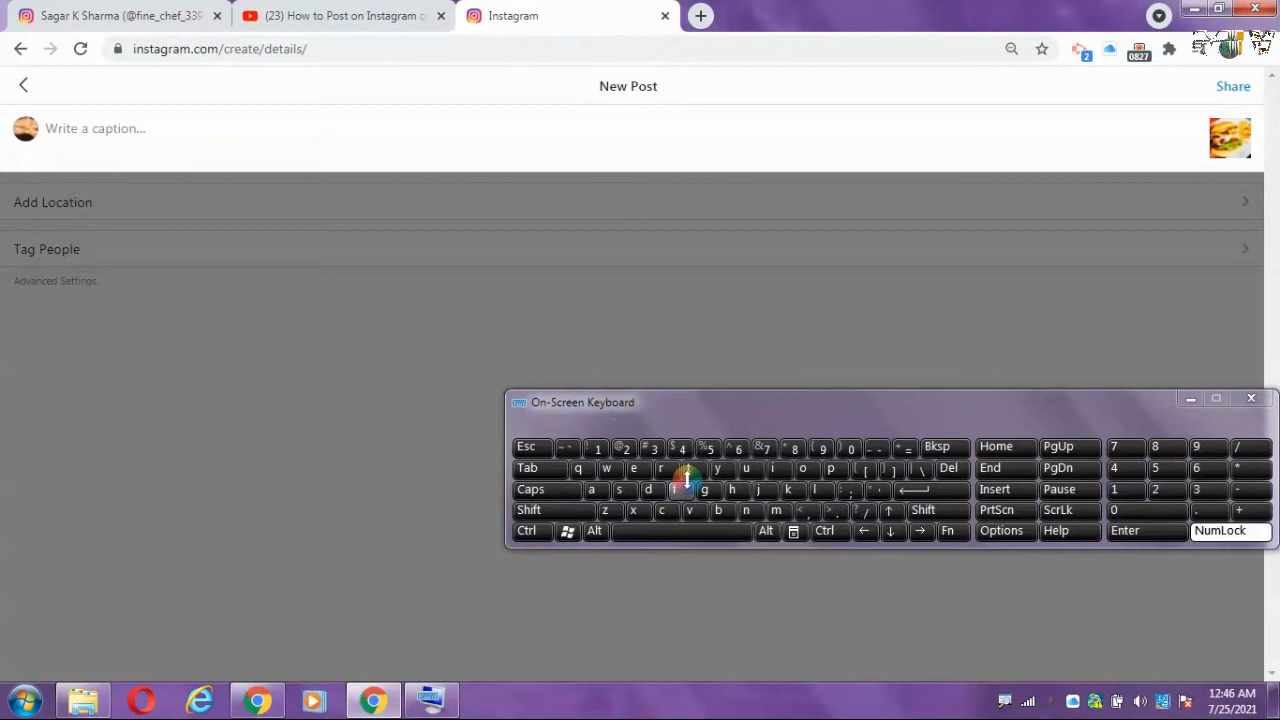 Sagar K Sharma (@fine_chef_339
(23) How to Post on Instagram o
Instagram
instagram.com/create/details/
2
0827
New Post
Share
Write a caption...
Add Location
Tag People
Advanced Settings
On-Screen Keyboard
Esc ~ ` ! 1 @ 2 # 3 $ 4 % 5 ^ 6 & 7 * 8 ( 9 ) 0 _ - + = Bksp Home PgUp 7 8 9 /
Tab q w e r y u i o p { [ } ] | \ Del End PgDn 4 5 6 *
Caps a s d f g h j k l : ; " ' Insert Pause 1 2 3 -
Shift z x c v b n m < , > . ? / ↑ Shift PrtScn ScrLk 0 . +
Ctrl Alt Alt Ctrl ← ↓ → Fn Options Help Enter NumLock
12:46 AM
7/25/2021